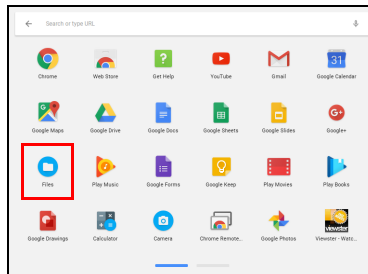 Search or type URL
Chrome Web Store Get Help YouTube Gmail Google Calendar
31
Google Maps Google Drive Google Docs Google Sheets Google Slides Google+
G+
Files Play Music Google Forms Google Keep Play Movies Play Books
Google Drawings Calculator Camera Chrome Remote... Google Photos Viewster - Watc...
viewster